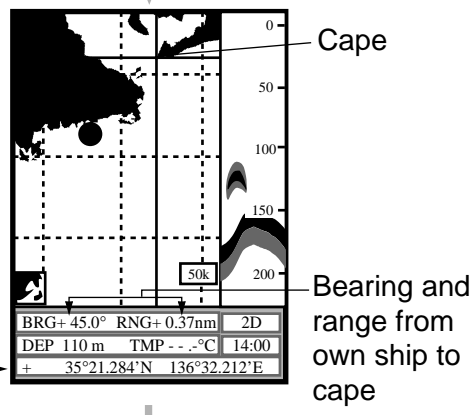 0
Cape
50
100
150
50k
200
Bearing and
range from
own ship to
cape
BRG+ 45.0° RNG+ 0.37nm 2D
DEP 110 m TMP - - .-°C 14:00
+ 35°21.284'N 136°32.212'E